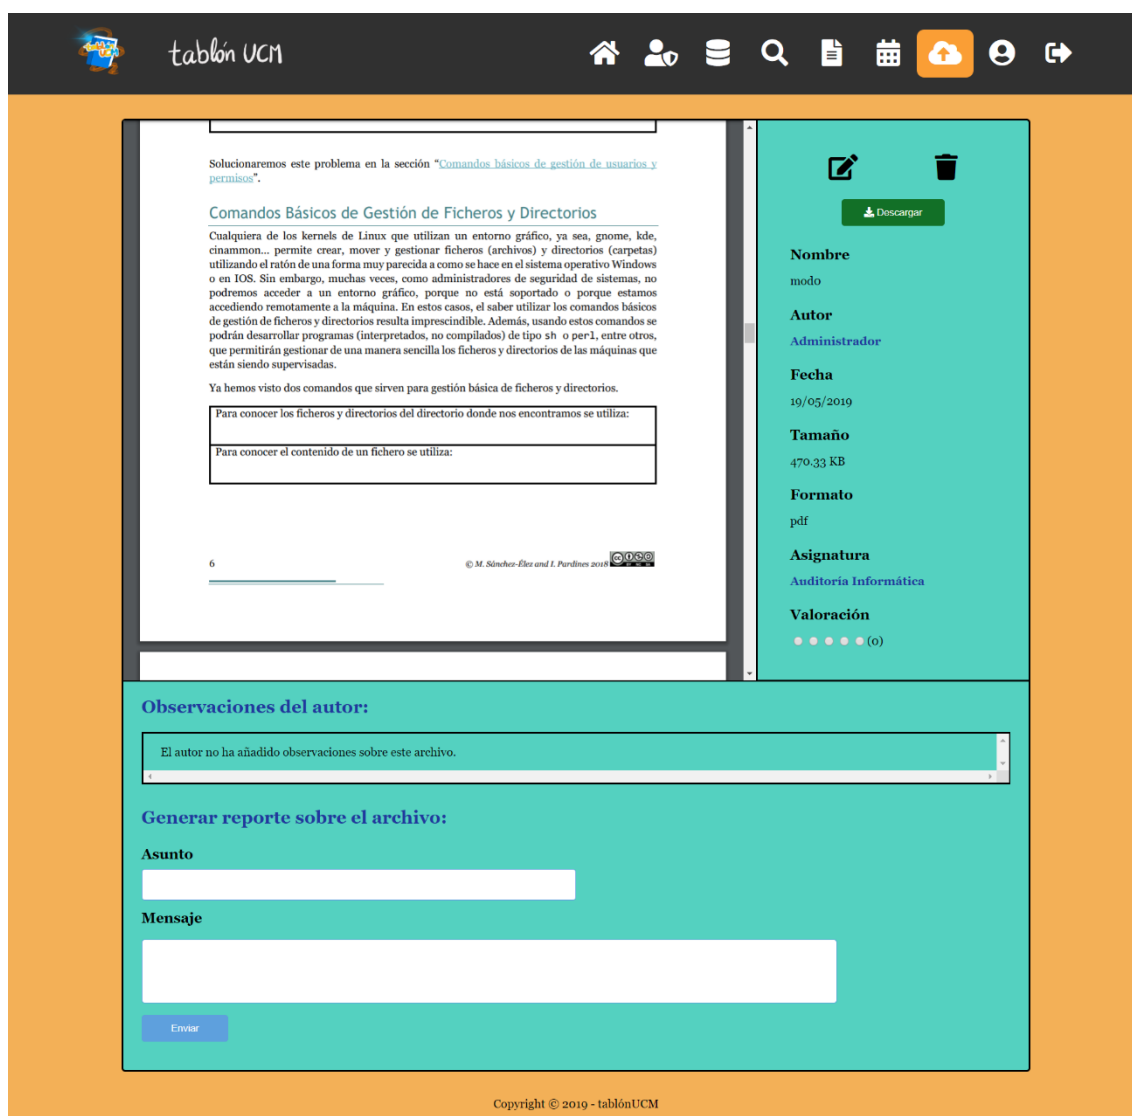 tablón UCM
Solucionaremos este problema en la sección “Comandos básicos de gestión de usuarios y
permisos”.
Comandos Básicos de Gestión de Ficheros y Directorios
Cualquiera de los kernels de Linux que utilizan un entorno gráfico, ya sea, gnome, kde,
cinammon... permite crear, mover y gestionar ficheros (archivos) y directorios (carpetas)
utilizando el ratón de una forma muy parecida a como se hace en el sistema operativo Windows
o en IOS. Sin embargo, muchas veces, como administradores de seguridad de sistemas, no
podremos acceder a un entorno gráfico, porque no está soportado o porque estamos
accediendo remotamente a la máquina. En estos casos, el saber utilizar los comandos básicos
de gestión de ficheros y directorios resulta imprescindible. Además, usando estos comandos se
podrán desarrollar programas (interpretados, no compilados) de tipo sh o perl, entre otros,
que permitirán gestionar de una manera sencilla los ficheros y directorios de las máquinas que
están siendo supervisadas.
Ya hemos visto dos comandos que sirven para gestión básica de ficheros y directorios.
Para conocer los ficheros y directorios del directorio donde nos encontramos se utiliza:
Para conocer el contenido de un fichero se utiliza:
6
© M. Sánchez-Élez and I. Pardines 2018
Descargar
Nombre
modo
Autor
Administrador
Fecha
19/05/2019
Tamaño
470.33 KB
Formato
pdf
Asignatura
Auditoría Informática
Valoración
(0)
Observaciones del autor:
El autor no ha añadido observaciones sobre este archivo.
Generar reporte sobre el archivo:
Asunto
Mensaje
Enviar
Copyright © 2019 - tablónUCM